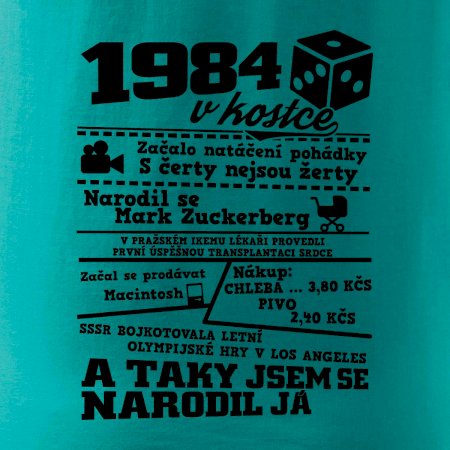 1984
v kostce
Začalo natáčení pohádky
S čerty nejsou žerty
Narodil se
Mark Zuckerberg
V PRAŽSKÉM IKEMU LÉKAŘI PROVEDLI
PRVNÍ ÚSPĚŠNOU TRANSPLANTACI SRDCE
Začal se prodávat
Macintosh
Nákup:
CHLEBA ... 3,80 KČS
PIVO
2,40 KČS
SSSR BOJKOTOVALA LETNÍ
OLYMPIJSKÉ HRY V LOS ANGELES
A TAKY JSEM SE
NARODIL JÁ